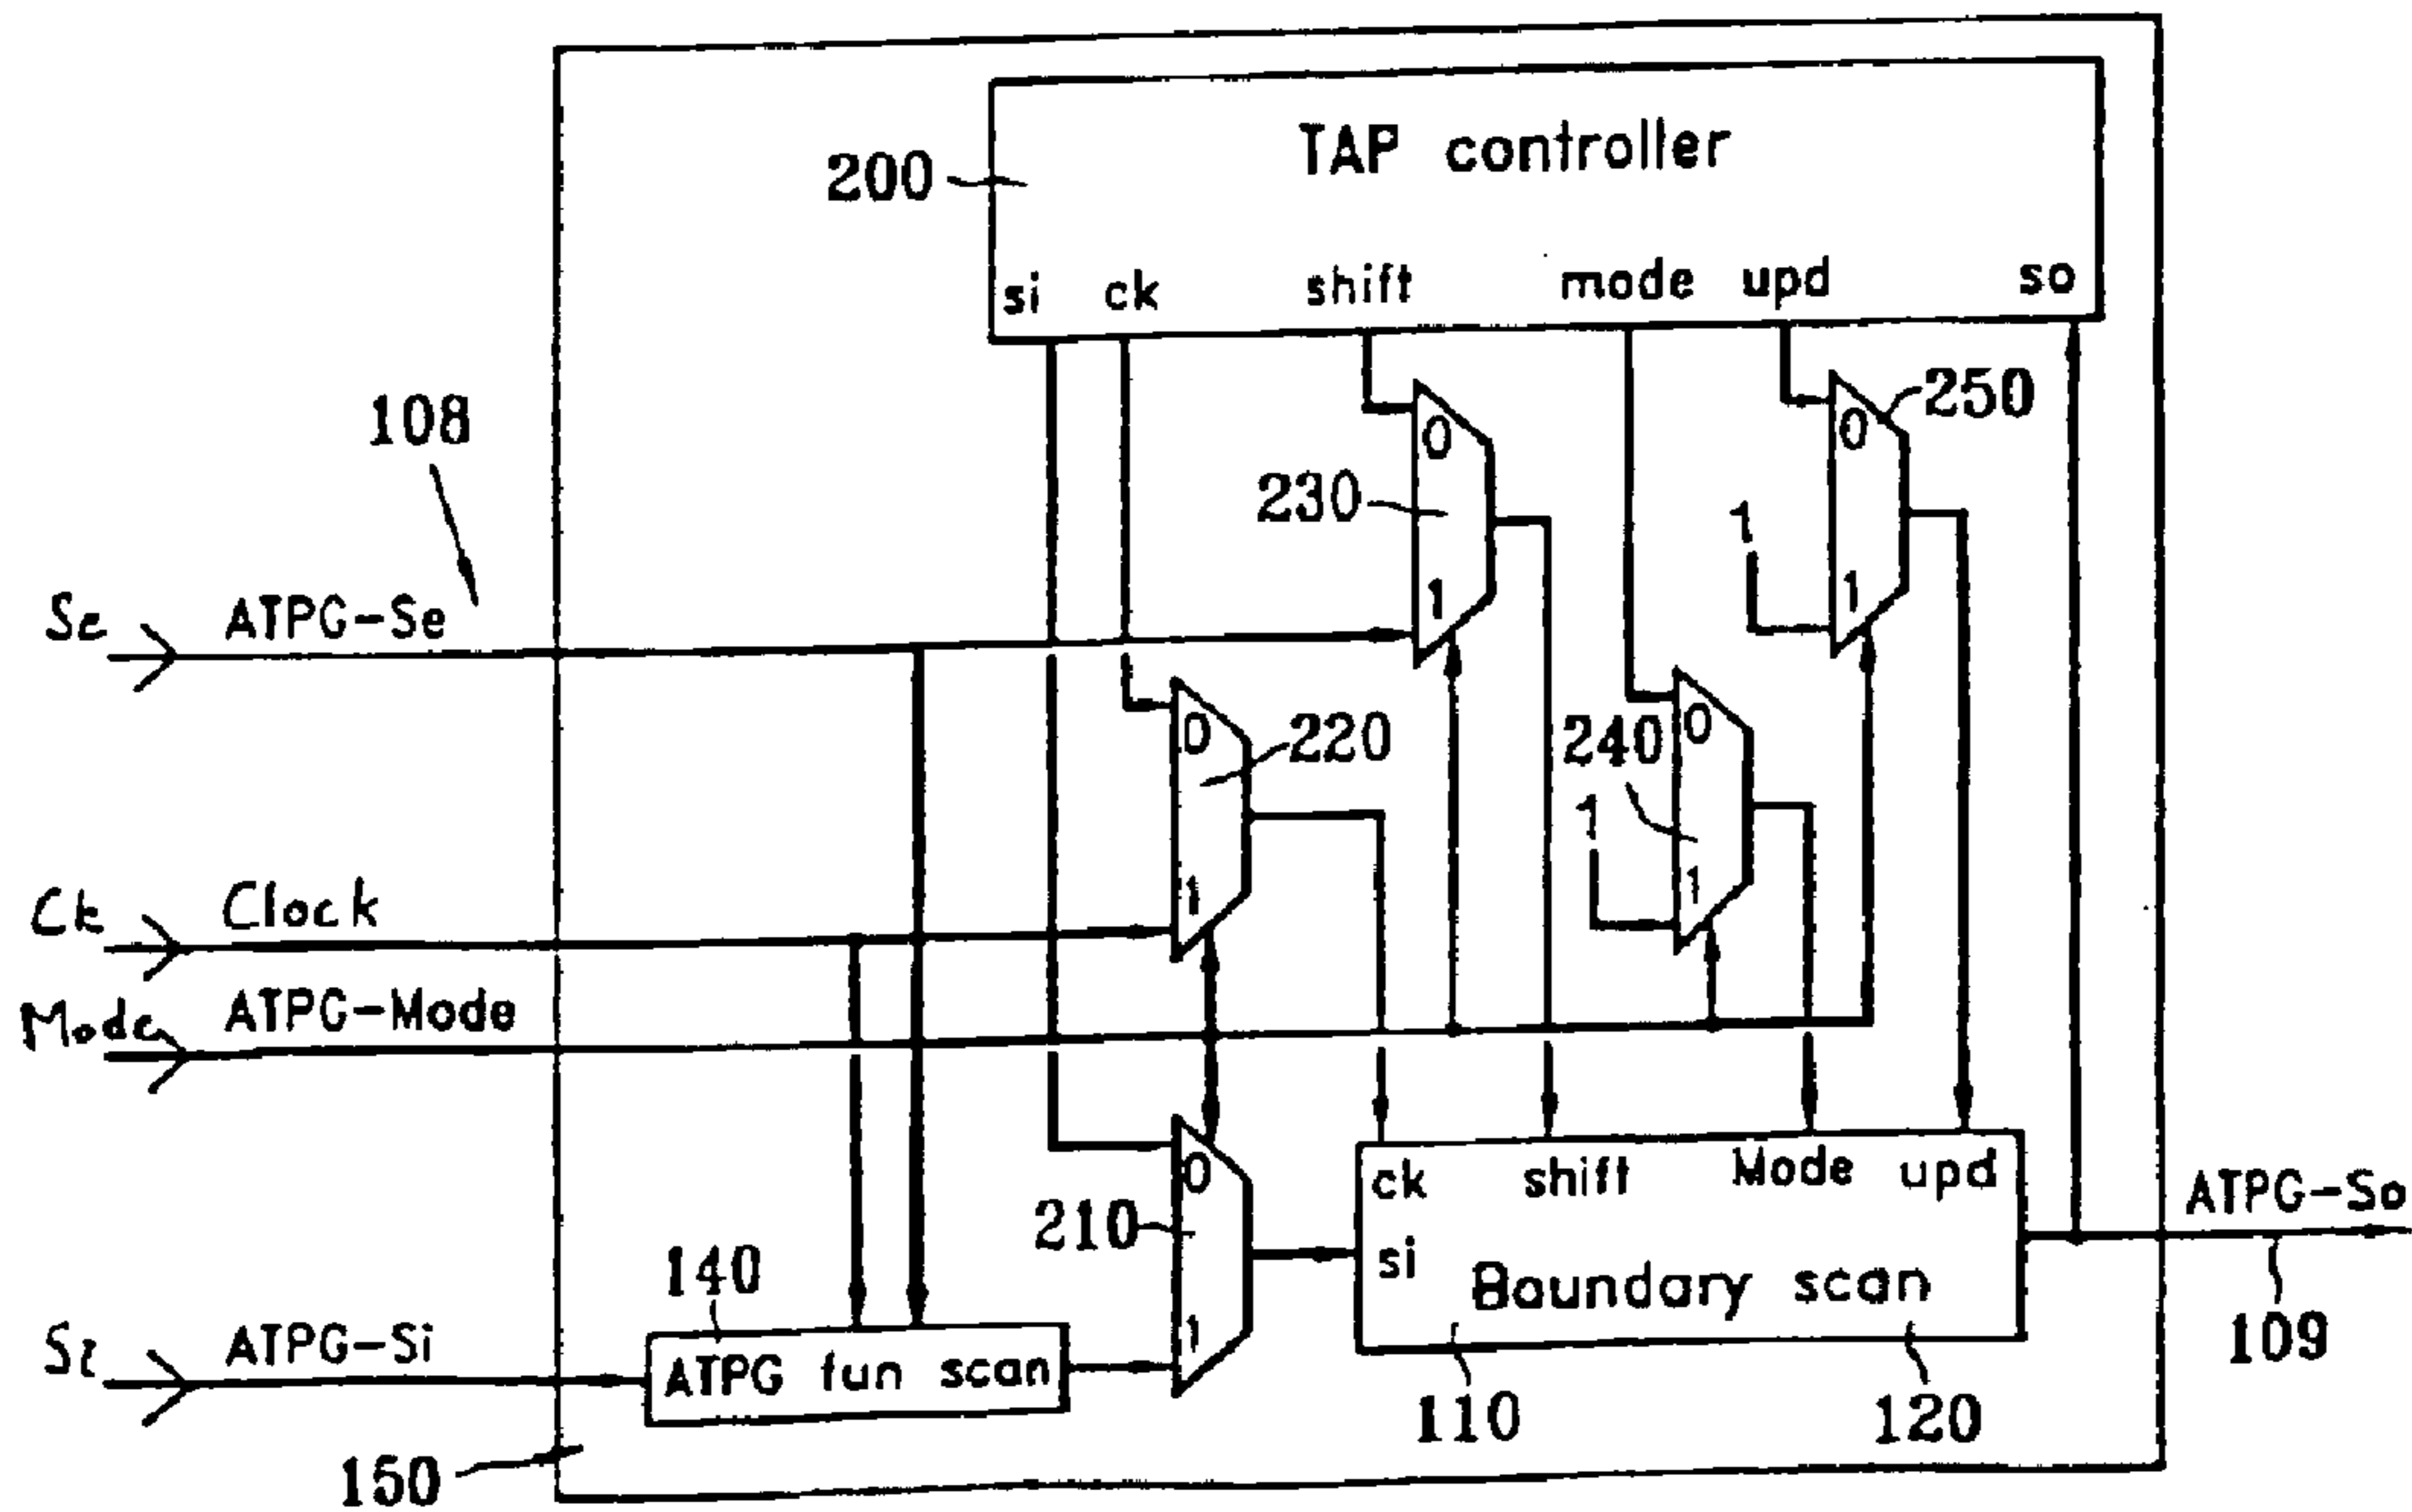 TAP controller
200
si ck shift mode upd so
108
250
230
0
0
1
1
1
Se ATPG-Se
220
240
0
0
1
1
1
Ck Clock
Mode ATPG-Mode
ck shift Mode upd
0
210
si
ATPG-So
140
Boundary scan
1
109
Si ATPG-Si
ATPG fun scan
110
120
150